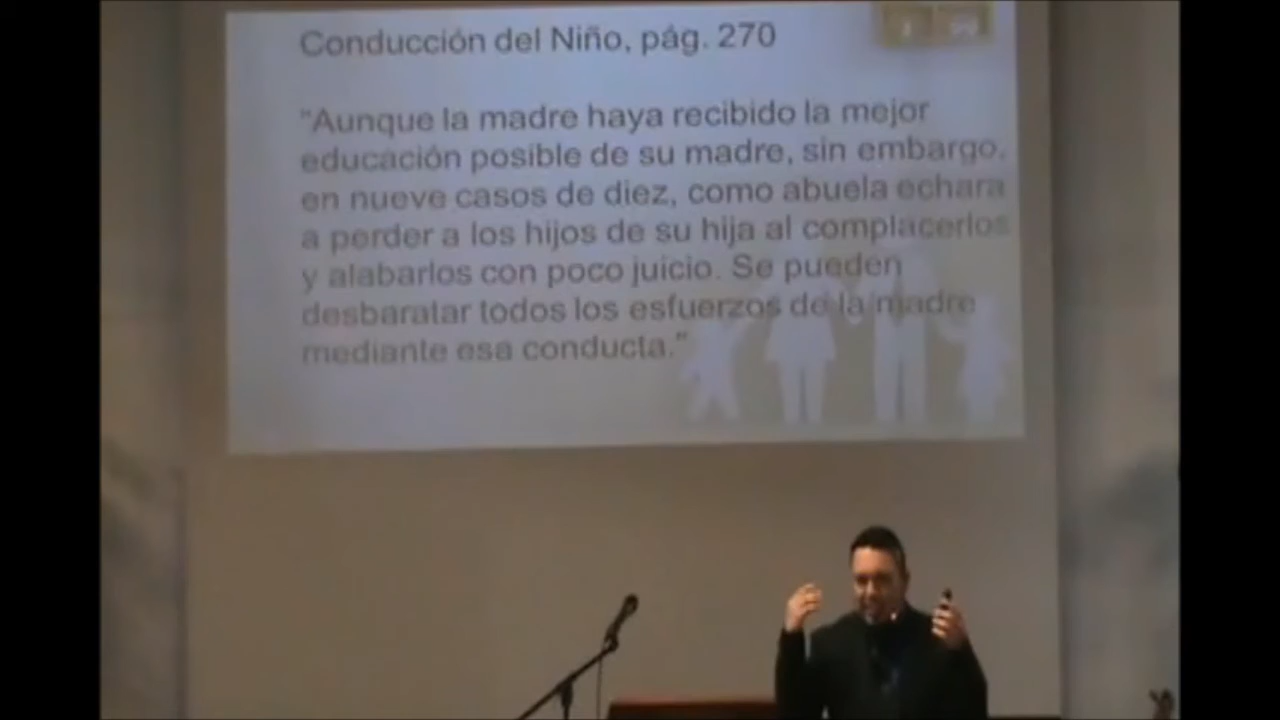 Conducción del Niño, pág. 270
"Aunque la madre haya recibido la mejor
educación posible de su madre, sin embargo,
en nueve casos de diez, como abuela echara
a perder a los hijos de su hija al complacerlos
y alabarlos con poco juicio. Se pueden
desbaratar todos los esfuerzos de la madre
mediante esa conducta."